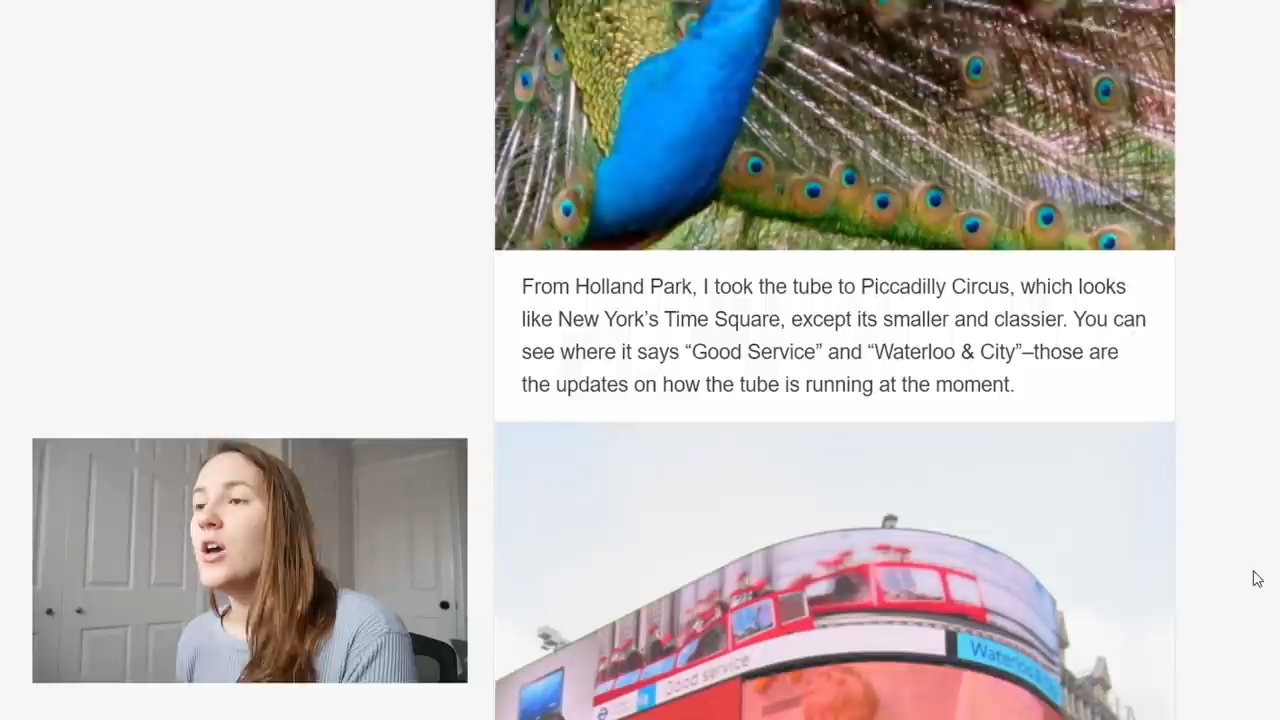 From Holland Park, I took the tube to Piccadilly Circus, which looks
like New York’s Time Square, except its smaller and classier. You can
see where it says “Good Service” and “Waterloo & City”–those are
the updates on how the tube is running at the moment.
Good service
Waterloo &